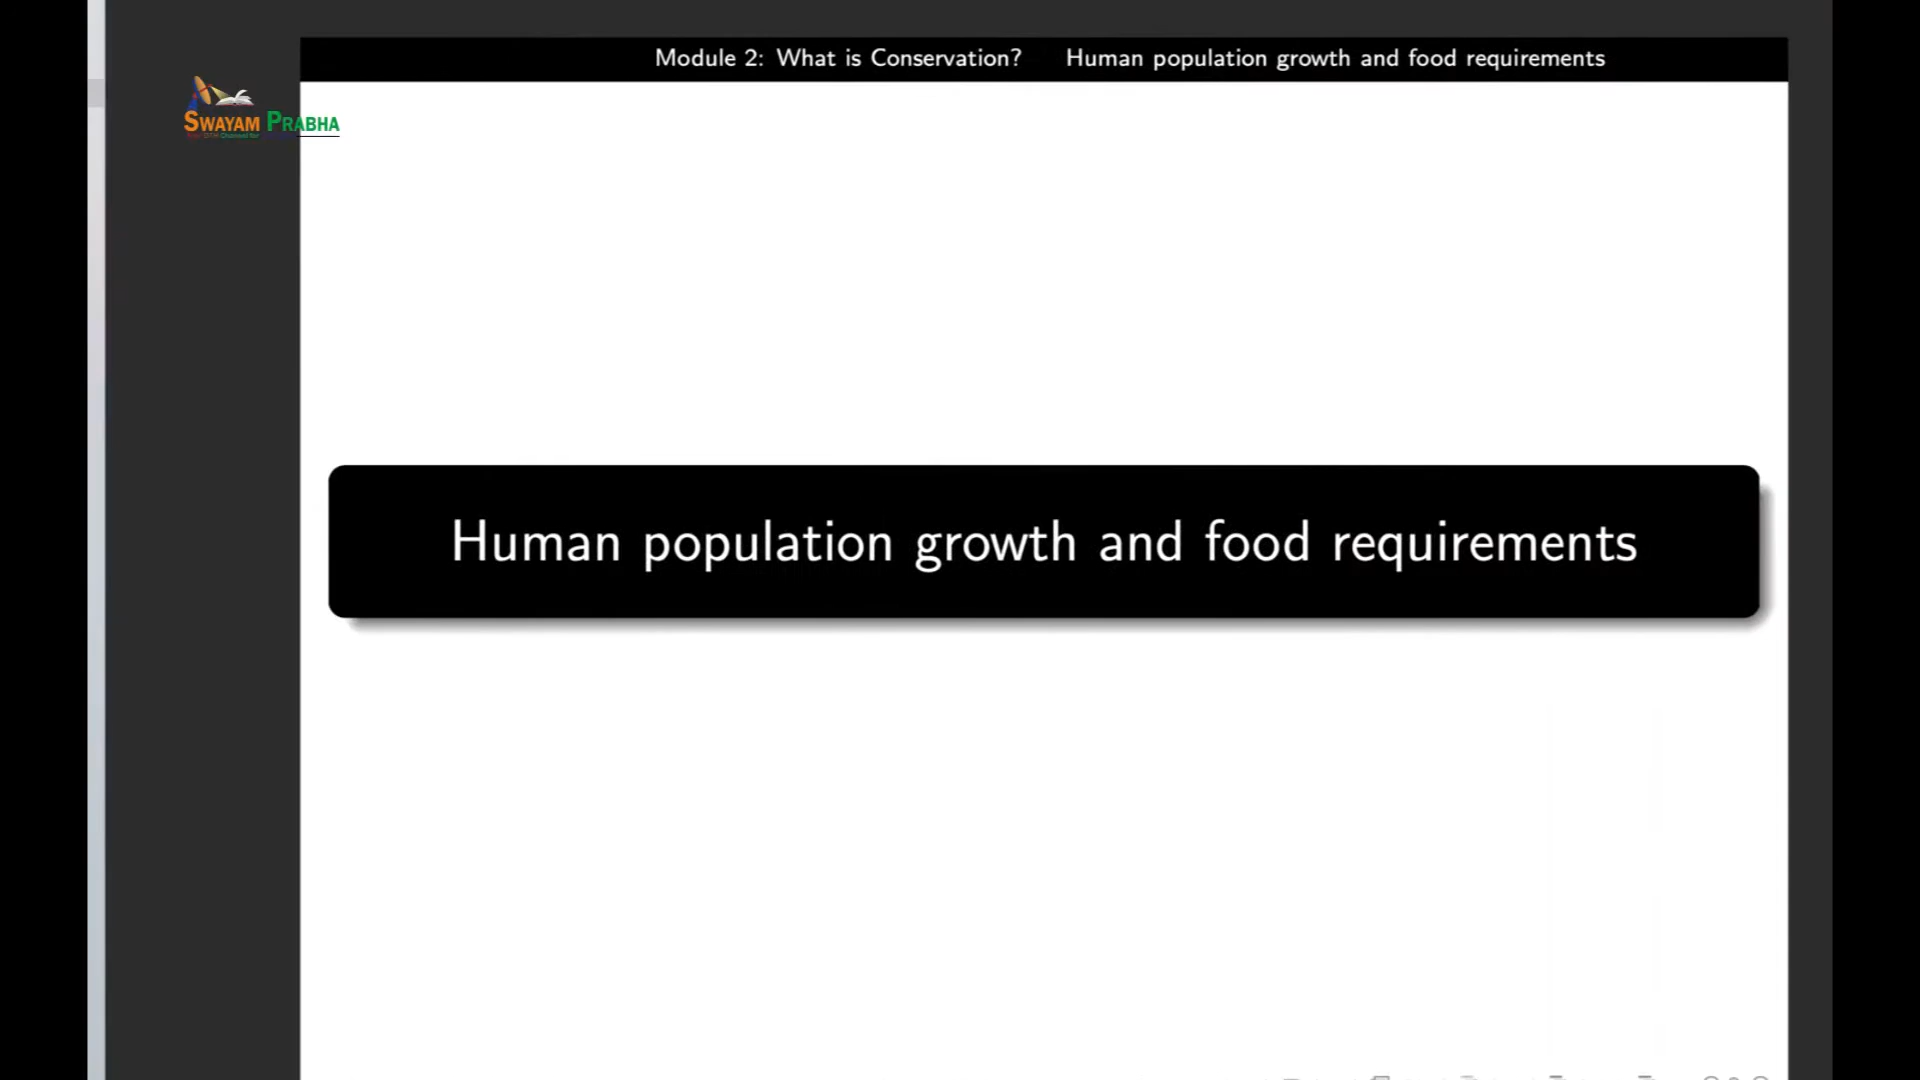 Module 2: What is Conservation? Human population growth and food requirements
SWAYAM PRABHA
Human population growth and food requirements